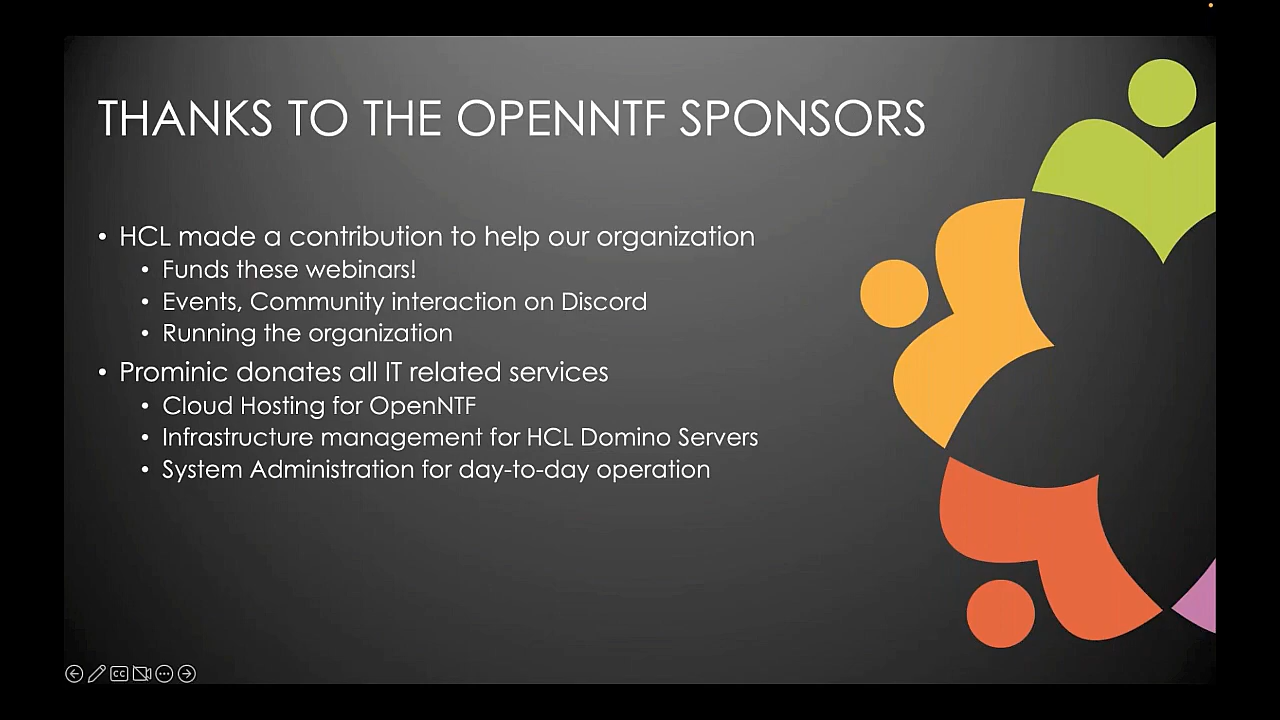 THANKS TO THE OPENNTF SPONSORS
• HCL made a contribution to help our organization
• Funds these webinars!
• Events, Community interaction on Discord
• Running the organization
• Prominic donates all IT related services
• Cloud Hosting for OpenNTF
• Infrastructure management for HCL Domino Servers
• System Administration for day-to-day operation
CC